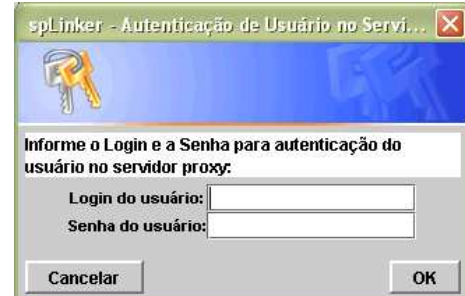 spLinker - Autenticação de Usuário no Servi...
Informe o Login e a Senha para autenticação do
usuário no servidor proxy:
Login do usuário:
Senha do usuário:
Cancelar OK